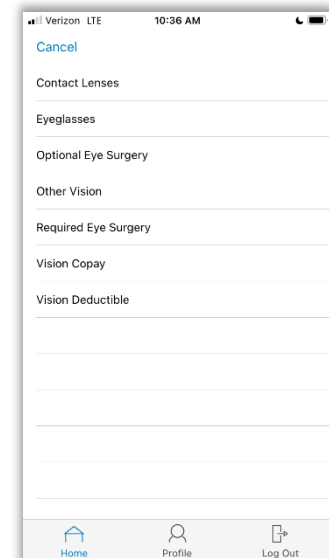 Verizon LTE 10:36 AM
Cancel
Contact Lenses
Eyeglasses
Optional Eye Surgery
Other Vision
Required Eye Surgery
Vision Copay
Vision Deductible
Home Profile Log Out